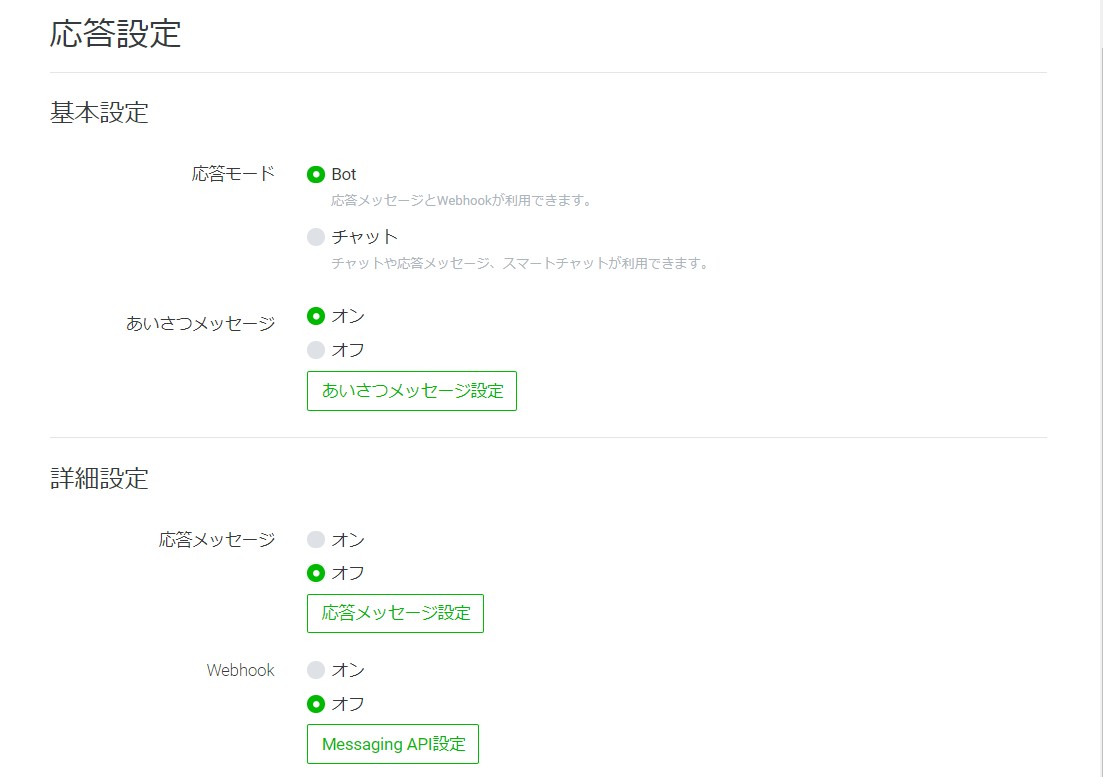 応答設定
基本設定
応答モード
Bot
応答メッセージとWebhookが利用できます。
チャット
チャットや応答メッセージ、スマートチャットが利用できます。
あいさつメッセージ
オン
オフ
あいさつメッセージ設定
詳細設定
応答メッセージ
オン
オフ
応答メッセージ設定
Webhook
オン
オフ
Messaging API設定